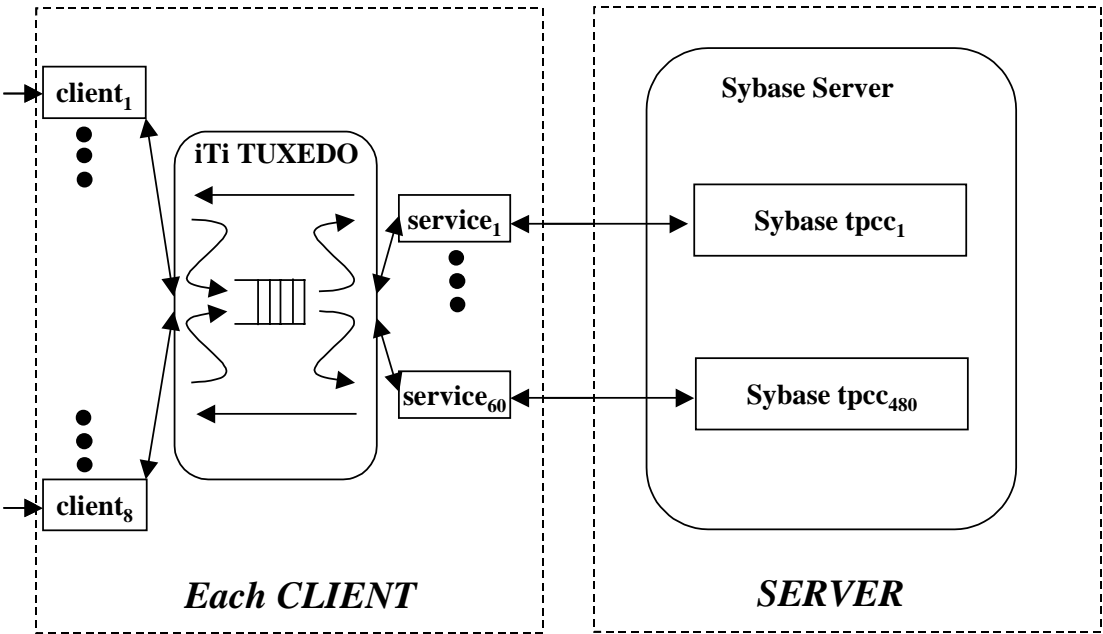 client1
iTi TUXEDO
service1
service60
client8
Each CLIENT
Sybase Server
Sybase tpcc1
Sybase tpcc480
SERVER